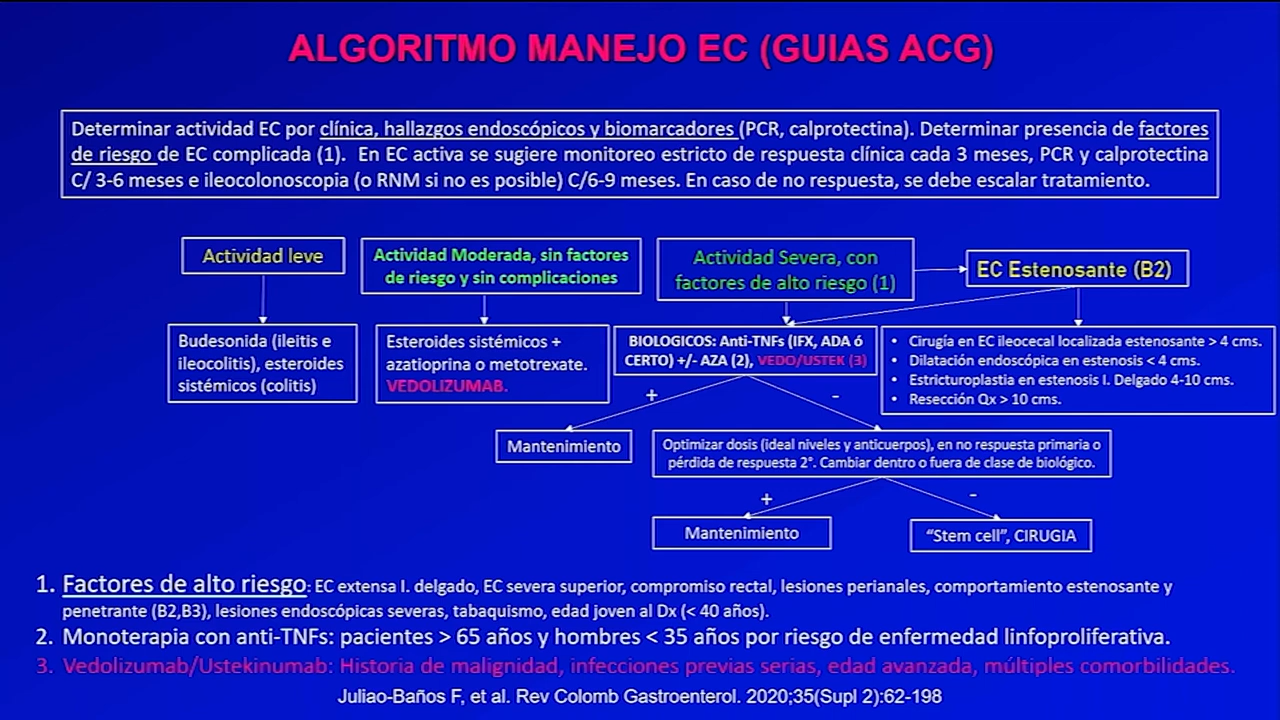 ALGORITMO MANEJO EC (GUIAS ACG)
Determinar actividad EC por clínica, hallazgos endoscópicos y biomarcadores (PCR, calprotectina). Determinar presencia de factores
de riesgo de EC complicada (1). En EC activa se sugiere monitoreo estricto de respuesta clínica cada 3 meses, PCR y calprotectina
C/ 3-6 meses e ileocolonoscopia (o RNM si no es posible) C/6-9 meses. En caso de no respuesta, se debe escalar tratamiento.
Actividad leve
Actividad Moderada, sin factores
de riesgo y sin complicaciones
Actividad Severa, con
factores de alto riesgo (1)
EC Estenosante (B2)
Budesonida (ileitis e
ileocolitis), esteroides
sistémicos (colitis)
Esteroides sistémicos +
azatioprina o metotrexate.
VEDOLIZUMAB.
BIOLOGICOS: Anti-TNFs (IFX, ADA ó
CERTO) +/- AZA (2), VEDO/USTEK (3)
• Cirugía en EC ileocecal localizada estenosante > 4 cms.
• Dilatación endoscópica en estenosis < 4 cms.
• Estricturoplastia en estenosis I. Delgado 4-10 cms.
• Resección Qx > 10 cms.
+
-
Mantenimiento
Optimizar dosis (ideal niveles y anticuerpos), en no respuesta primaria o
pérdida de respuesta 2°. Cambiar dentro o fuera de clase de biológico.
+
-
Mantenimiento
“Stem cell”, CIRUGIA
1. Factores de alto riesgo: EC extensa I. delgado, EC severa superior, compromiso rectal, lesiones perianales, comportamiento estenosante y
penetrante (B2,B3), lesiones endoscópicas severas, tabaquismo, edad joven al Dx (< 40 años).
2. Monoterapia con anti-TNFs: pacientes > 65 años y hombres < 35 años por riesgo de enfermedad linfoproliferativa.
3. Vedolizumab/Ustekinumab: Historia de malignidad, infecciones previas serias, edad avanzada, múltiples comorbilidades.
Juliao-Baños F, et al. Rev Colomb Gastroenterol. 2020;35(Supl 2):62-198